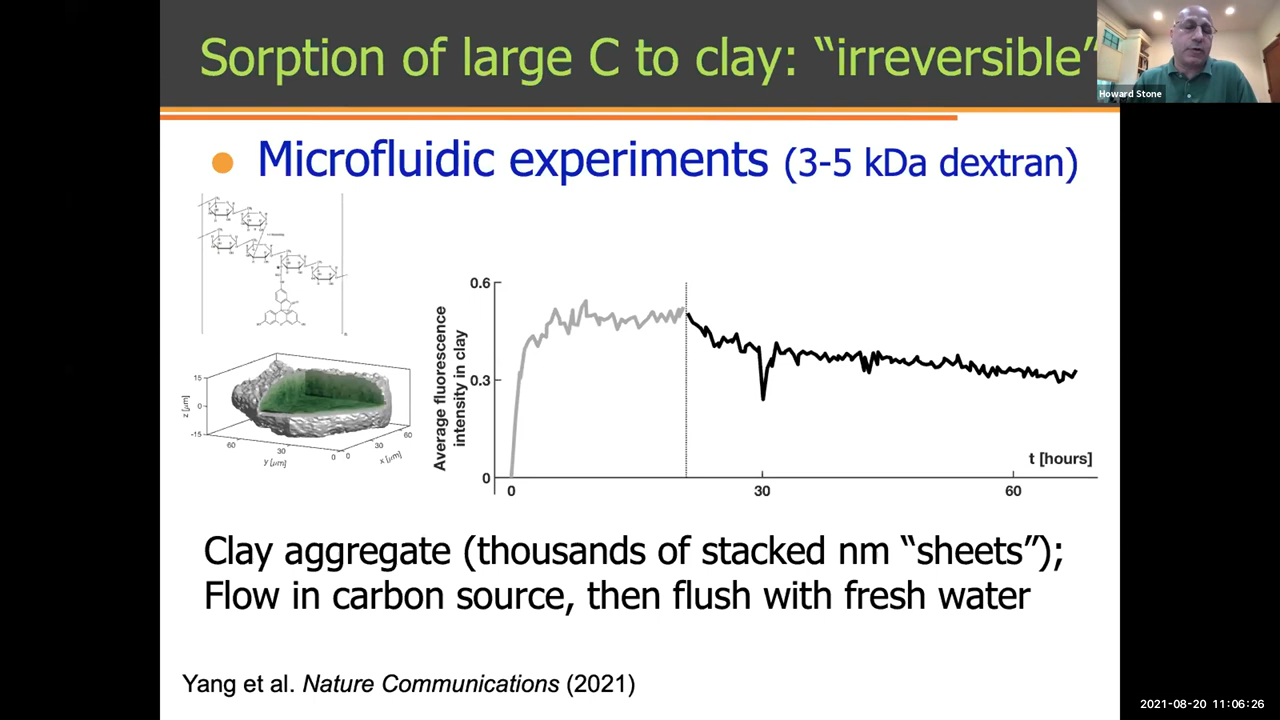 Sorption of large C to clay: “irreversible”
Howard Stone
Microfluidic experiments (3-5 kDa dextran)
0.6
0.3
0
Average fluorescence
intensity in clay
t [hours]
0
30
60
15
0
-15
z [μm]
60
30
0
y [μm]
0
30
60
x [μm]
Clay aggregate (thousands of stacked nm “sheets”);
Flow in carbon source, then flush with fresh water
Yang et al. Nature Communications (2021)
2021-08-20 11:06:26